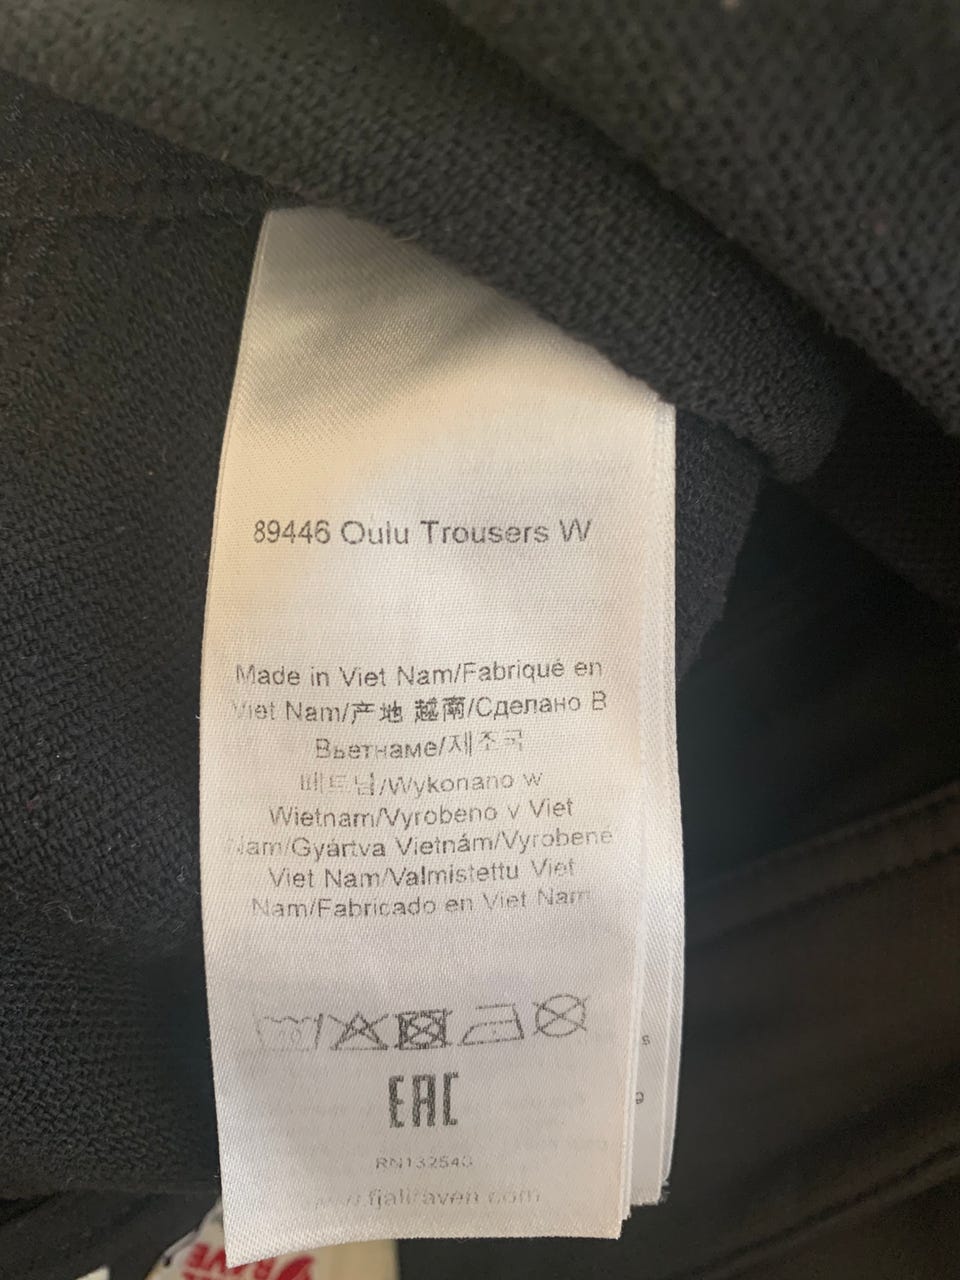 89446 Oulu Trousers W
Made in Viet Nam/Fabriqué en
Viet Nam/产地 越南/Сделано В
Вьетнаме/제조국
베트남/Wykonano w
Wietnam/Vyrobeno v Viet
Nam/Gyártva Vietnám/Vyrobené
Viet Nam/Valmistettu Viet
Nam/Fabricado en Viet Nam
EAC
RN132543
fjallraven.com